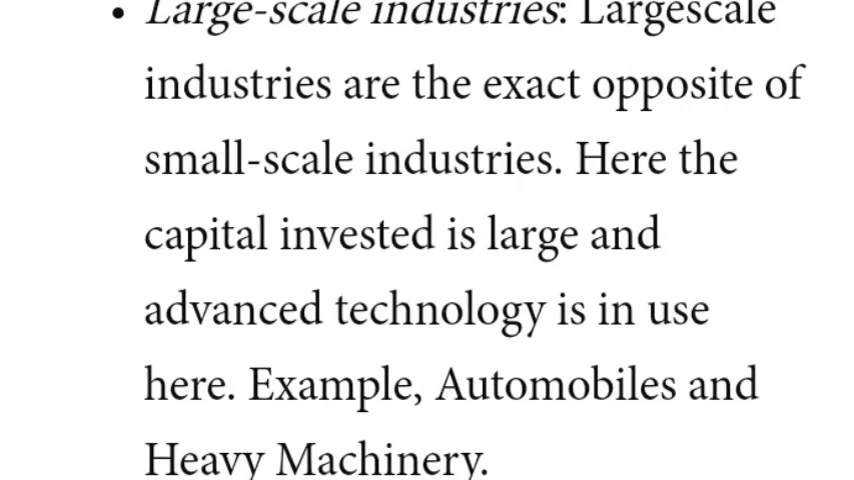 • Large-scale industries: Largescale
industries are the exact opposite of
small-scale industries. Here the
capital invested is large and
advanced technology is in use
here. Example, Automobiles and
Heavy Machinery.